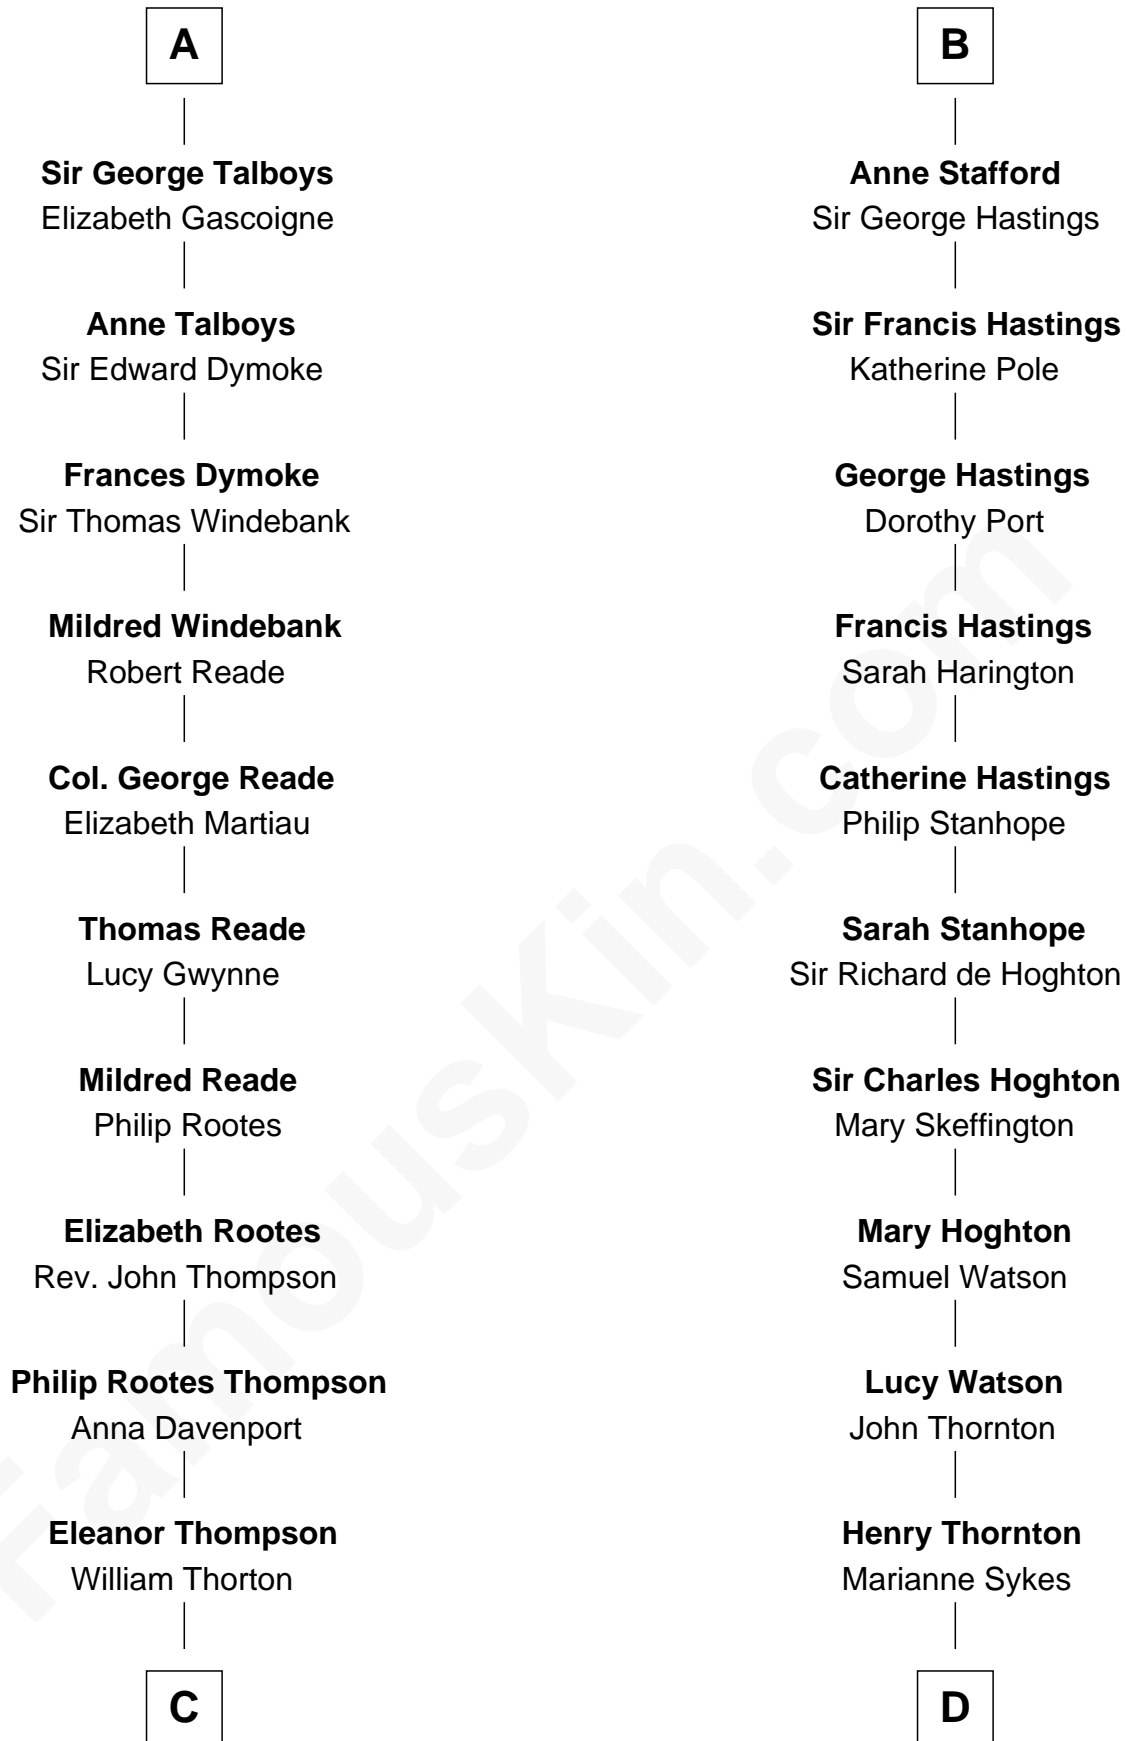 A
Sir George Talboys
Elizabeth Gascoigne
Anne Talboys
Sir Edward Dymoke
Frances Dymoke
Sir Thomas Windebank
Mildred Windebank
Robert Reade
Col. George Reade
Elizabeth Martiau
Thomas Reade
Lucy Gwynne
Mildred Reade
Philip Rootes
Elizabeth Rootes
Rev. John Thompson
Philip Rootes Thompson
Anna Davenport
Eleanor Thompson
William Thorton
C
B
Anne Stafford
Sir George Hastings
Sir Francis Hastings
Katherine Pole
George Hastings
Dorothy Port
Francis Hastings
Sarah Harington
Catherine Hastings
Philip Stanhope
Sarah Stanhope
Sir Richard de Hoghton
Sir Charles Hoghton
Mary Skeffington
Mary Hoghton
Samuel Watson
Lucy Watson
John Thornton
Henry Thornton
Marianne Sykes
D
FamousKin.com